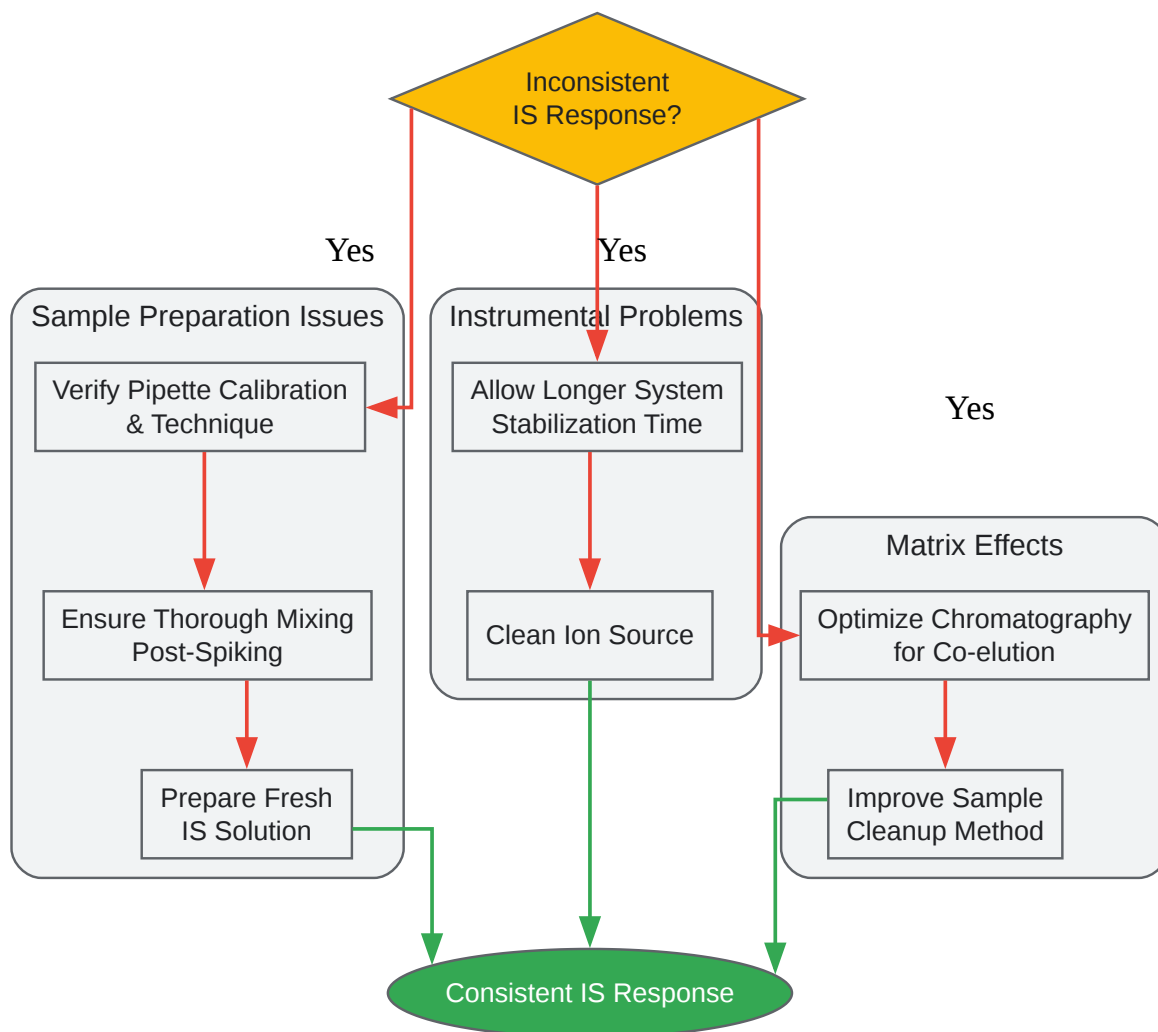 Inconsistent
IS Response?
Yes
Yes
Yes
Sample Preparation Issues
Verify Pipette Calibration
& Technique
Ensure Thorough Mixing
Post-Spiking
Prepare Fresh
IS Solution
Instrumental Problems
Allow Longer System
Stabilization Time
Clean Ion Source
Matrix Effects
Optimize Chromatography
for Co-elution
Improve Sample
Cleanup Method
Consistent IS Response